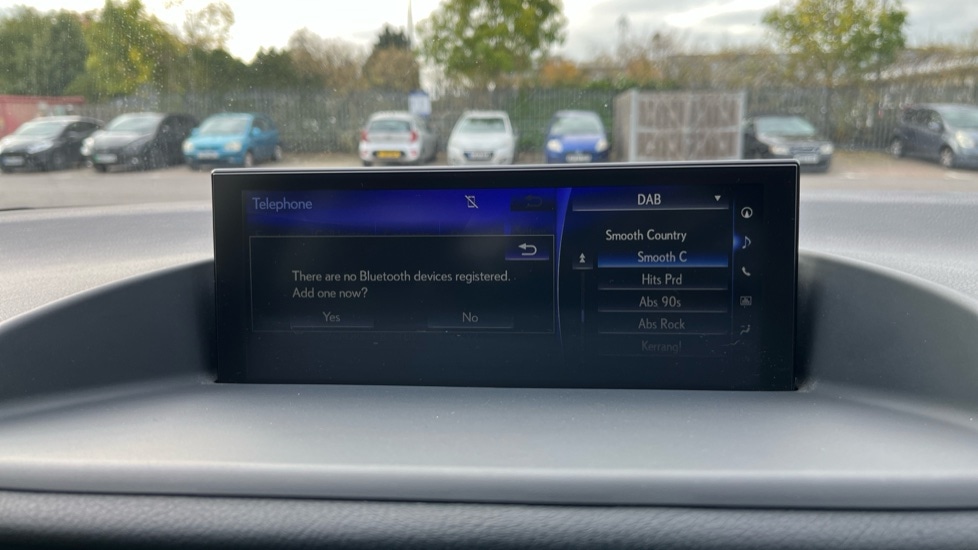 Telephone
There are no Bluetooth devices registered.
Add one now?
Yes
No
DAB
Smooth Country
Smooth C
Hits Prd
Abs 90s
Abs Rock
Kerrang!